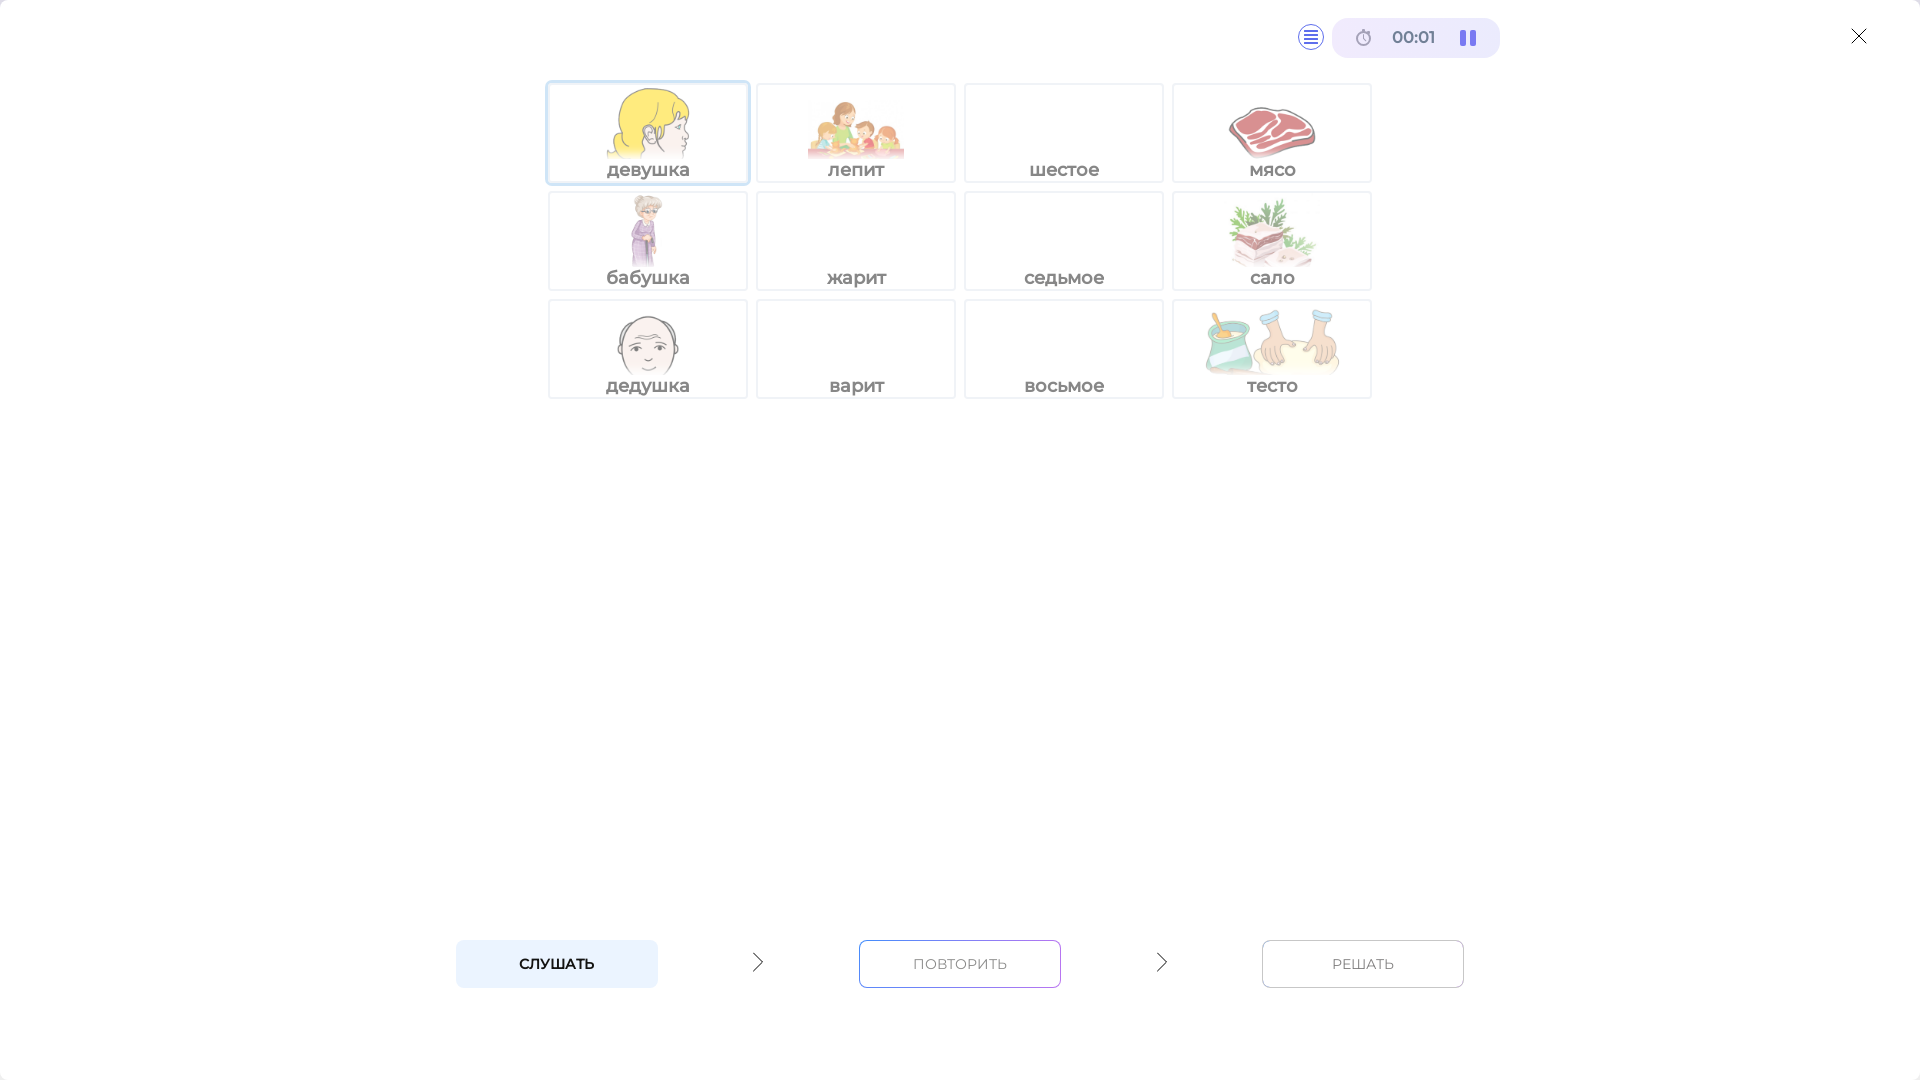 00:01
девушка
лепит
шестое
мясо
бабушка
жарит
седьмое
сало
дедушка
варит
восьмое
тесто
СЛУШАТЬ
ПОВТОРИТЬ
РЕШАТЬ